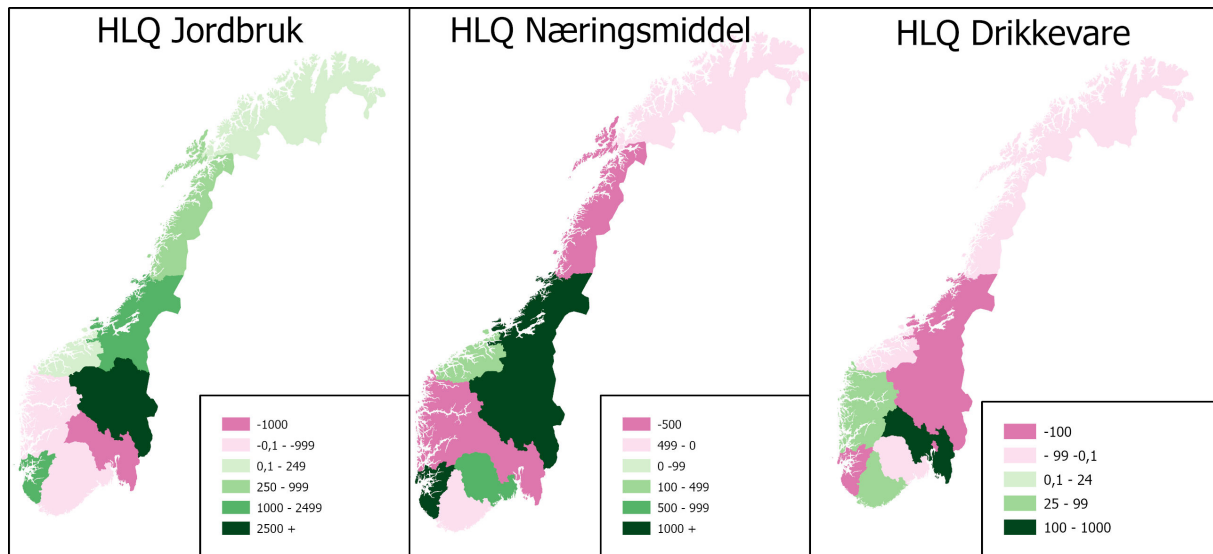 HLQ Jordbruk
-1000
-0,1 - -999
0,1 - 249
250 - 999
1000 - 2499
2500 +
HLQ Næringsmiddel
-500
499 - 0
0 -99
100 - 499
500 - 999
1000 +
HLQ Drikkevare
-100
- 99 -0,1
0,1 - 24
25 - 99
100 - 1000